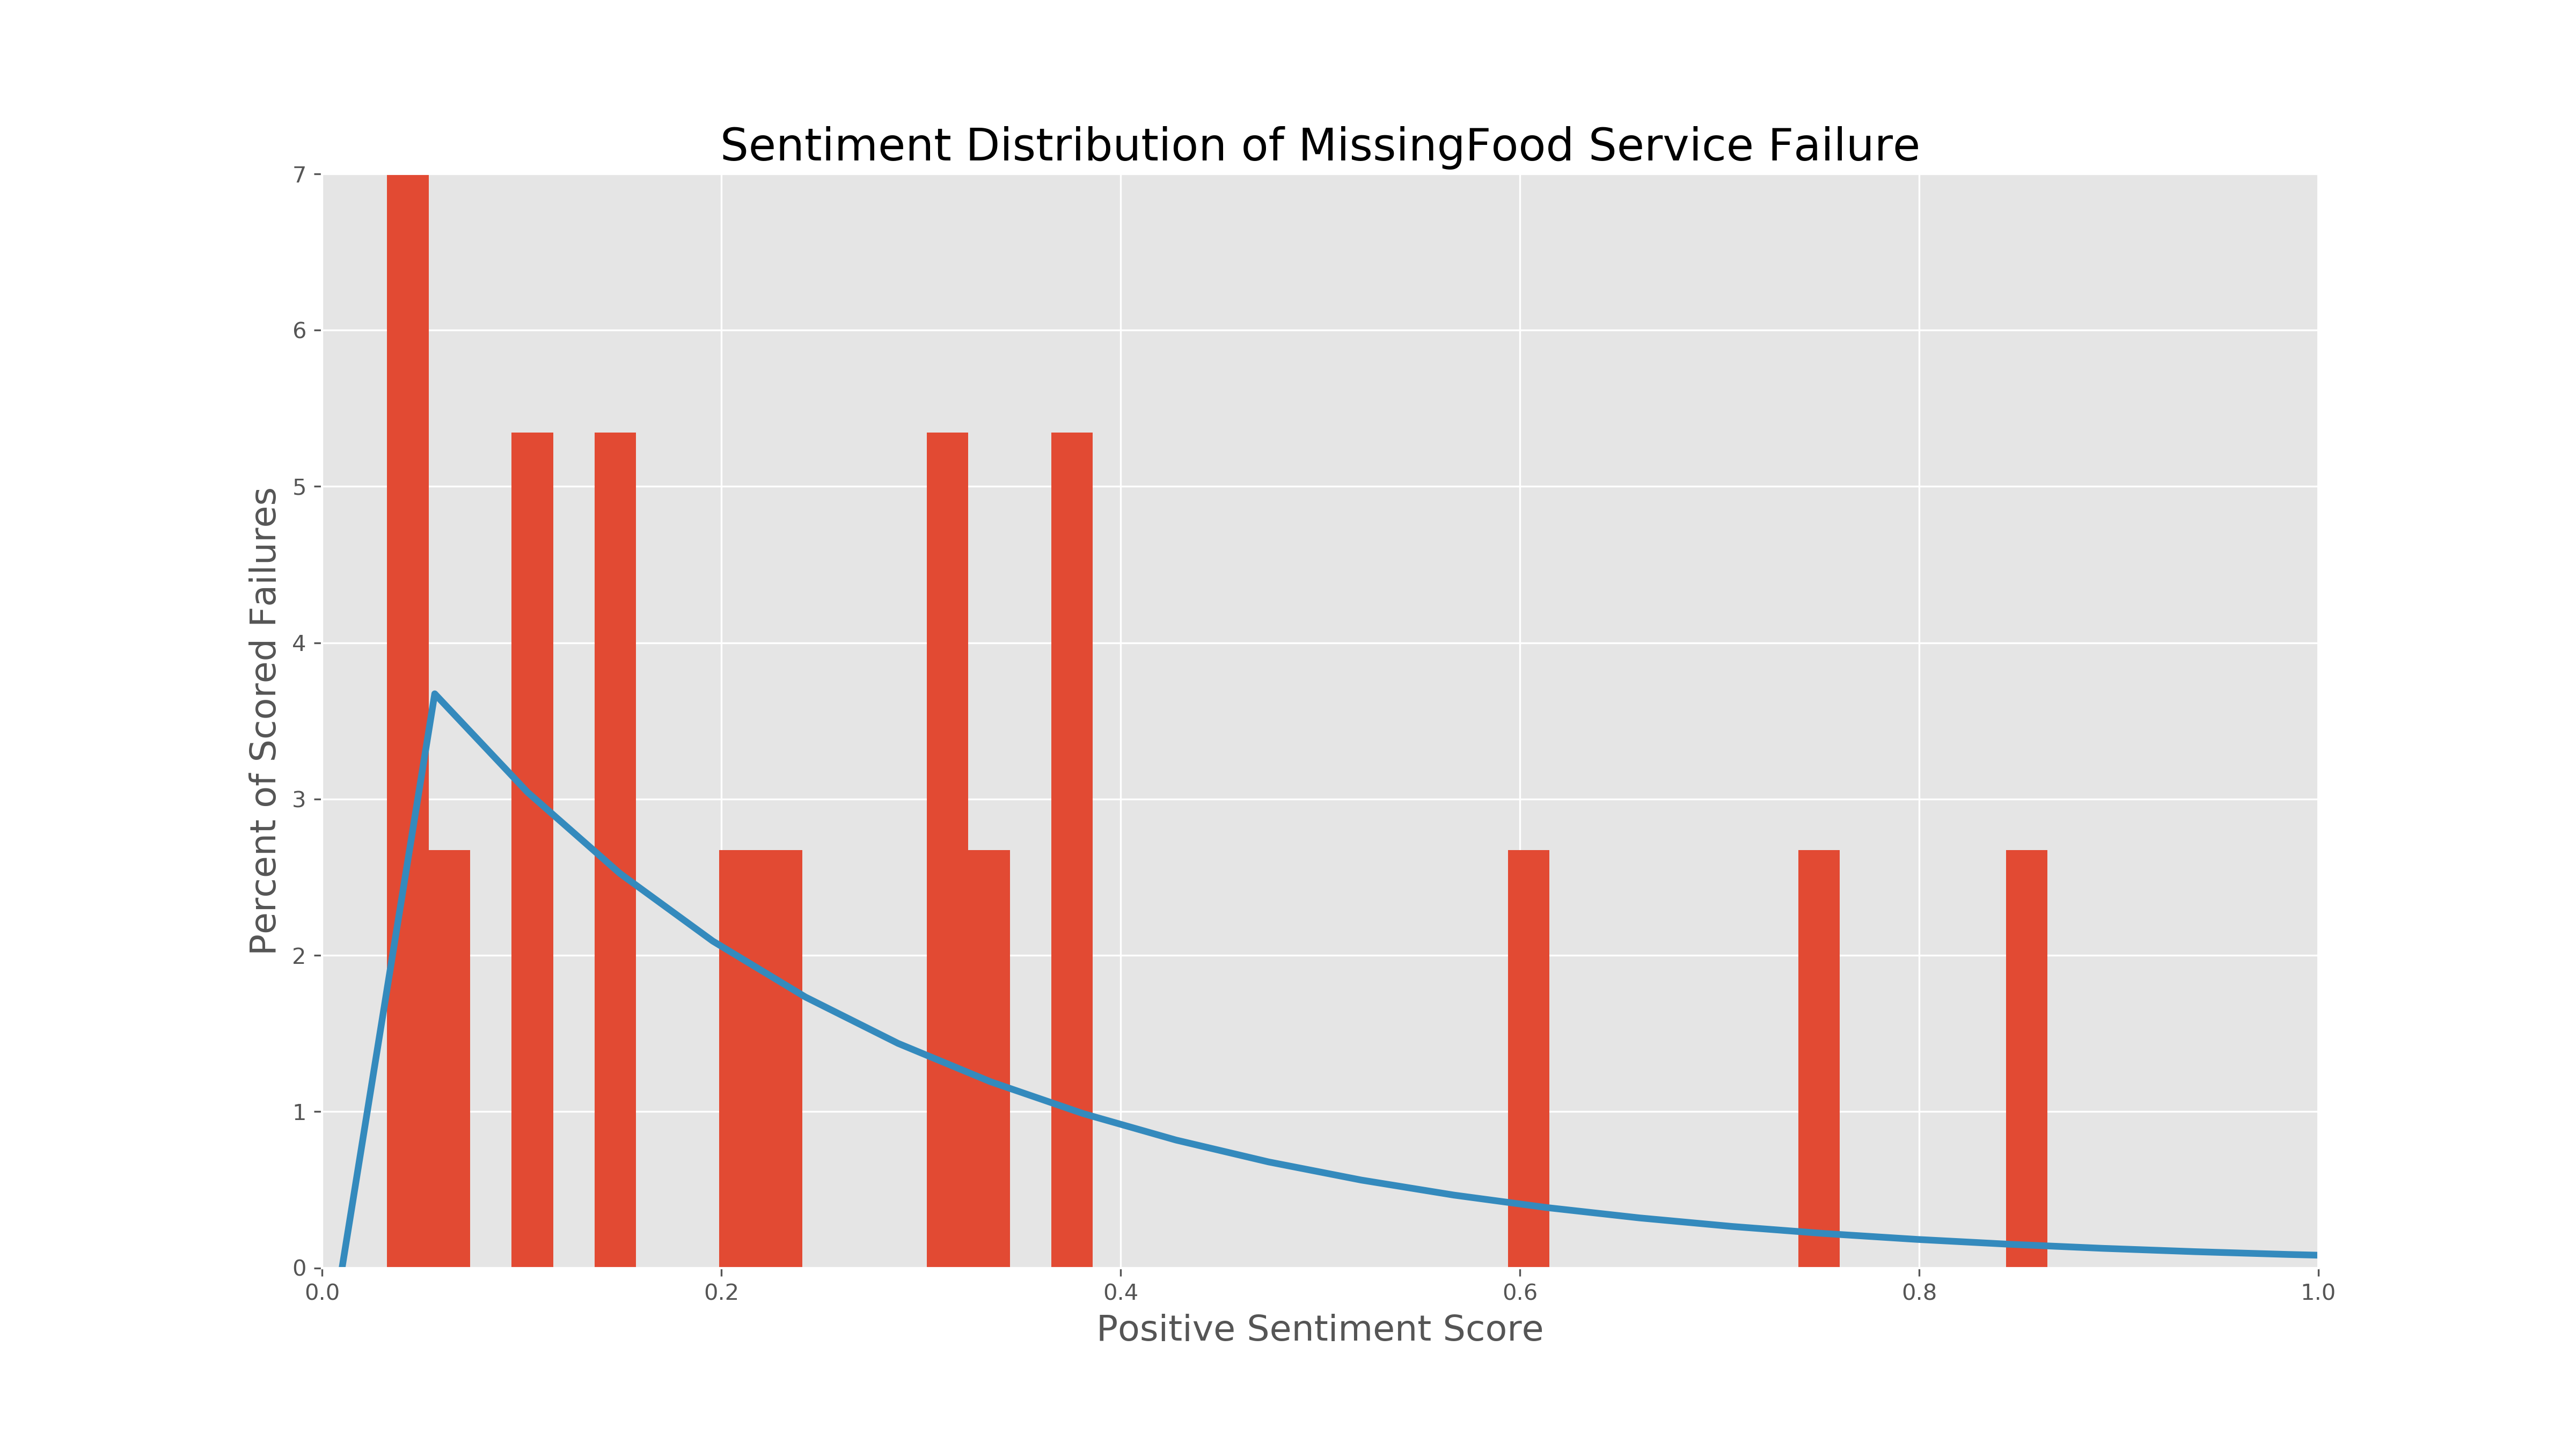 Sentiment Distribution of MissingFood Service Failure
7
6
5
4
3
2
1
0
Percent of Scored Failures
0.0 0.2 0.4 0.6 0.8 1.0
Positive Sentiment Score